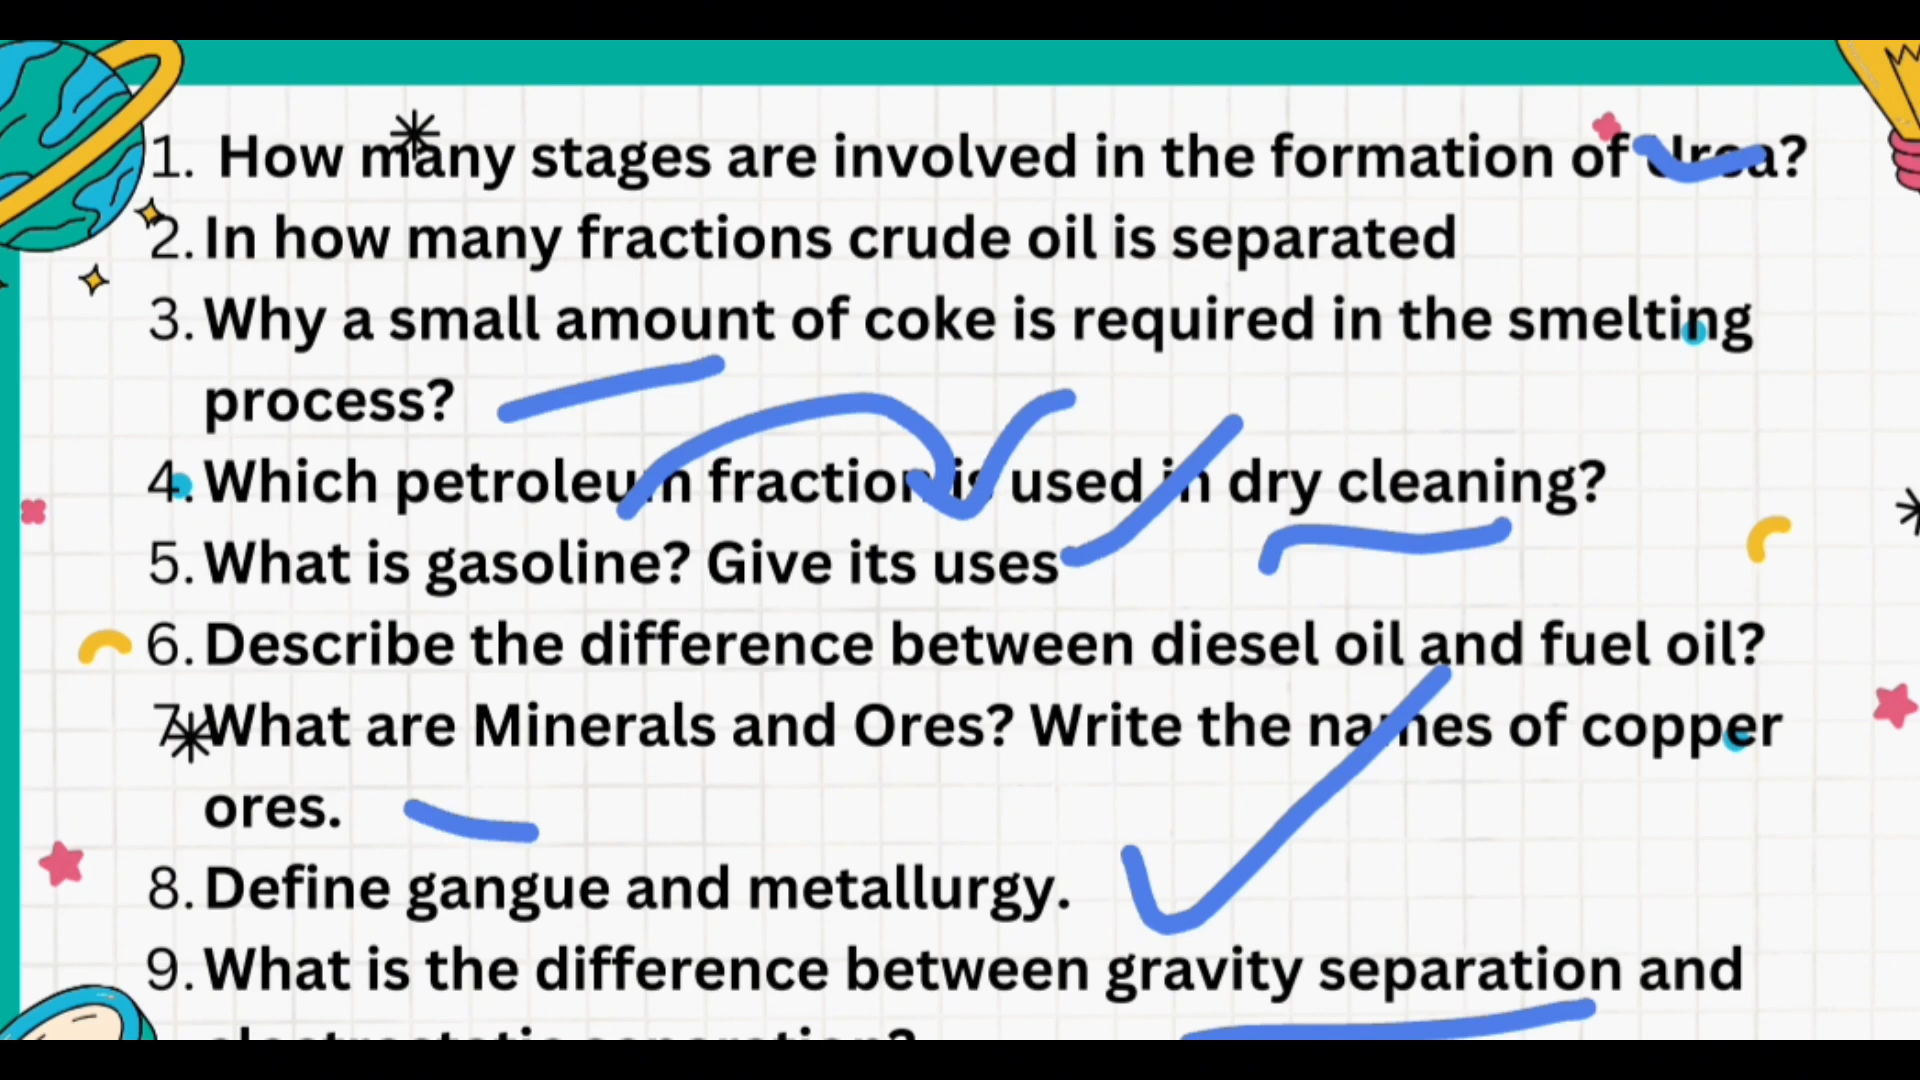 1. How many stages are involved in the formation of Urea?
2. In how many fractions crude oil is separated
3. Why a small amount of coke is required in the smelting
process?
4. Which petroleum fraction is used in dry cleaning?
5. What is gasoline? Give its uses
6. Describe the difference between diesel oil and fuel oil?
7. What are Minerals and Ores? Write the names of copper
ores.
8. Define gangue and metallurgy.
9. What is the difference between gravity separation and
electrostatic separation?